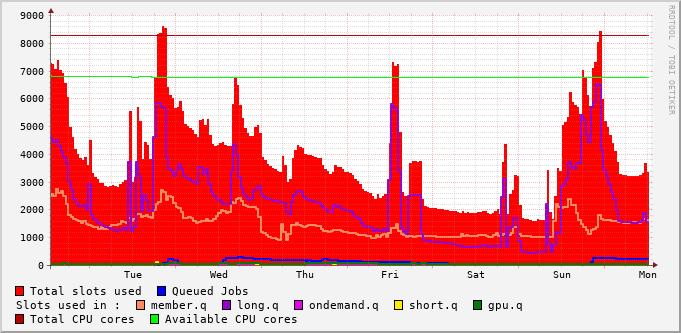 RRDTOOL / TOBI OETIKER
9000
8000
7000
6000
5000
4000
3000
2000
1000
0
Tue Wed Thu Fri Sat Sun Mon
Total slots used Queued Jobs
Slots used in : member.q long.q ondemand.q short.q gpu.q
Total CPU cores Available CPU cores